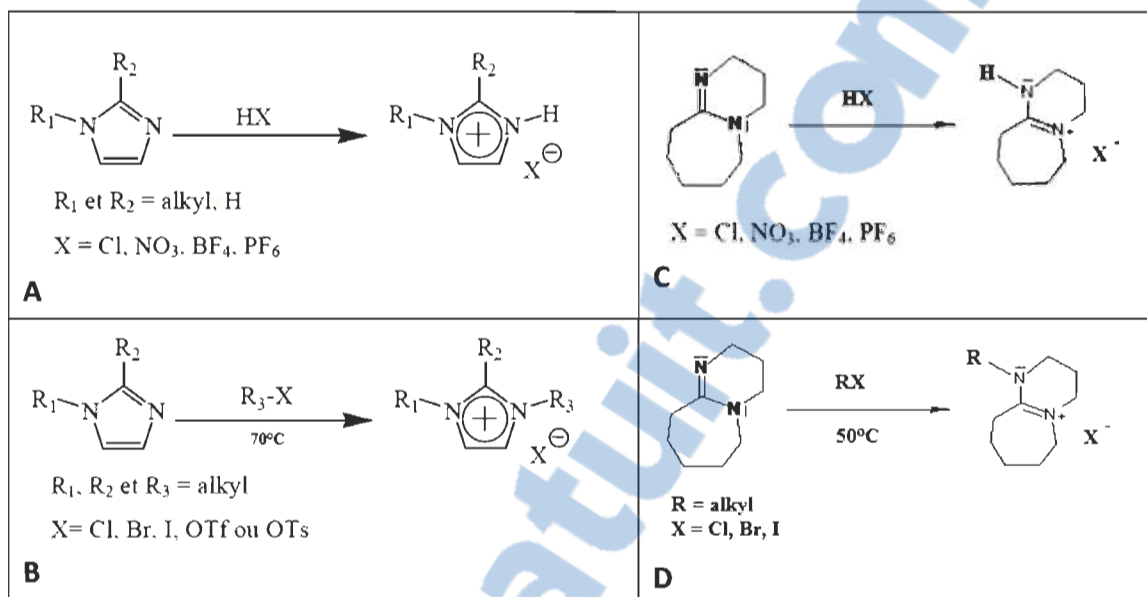 R₂
R₁ N N
HX
R₂
R₁ N + N H
X⊖
R₁ et R₂ = alkyl, H
X = Cl, NO₃, BF₄, PF₆
A
R₂
R₁ N N
R₃-X
70°C
R₂
R₁ N + N R₃
X⊖
R₁, R₂ et R₃ = alkyl
X= Cl, Br, I, OTf ou OTs
B
N
N
HX
H
N
N
X⁻
X = Cl, NO₃, BF₄, PF₆
C
N
N
RX
50°C
R
N
N⁺
X⁻
R = alkyl
X = Cl, Br, I
D
atuit.com